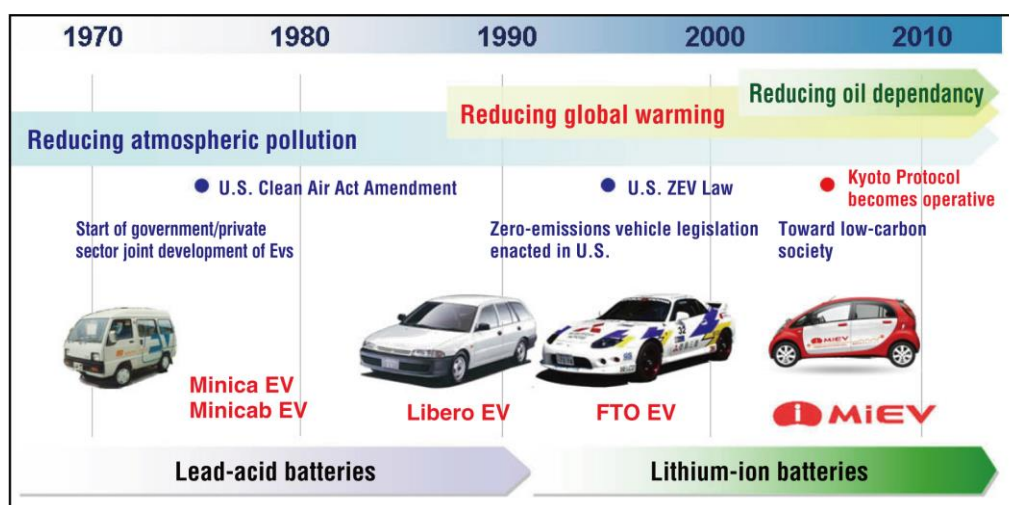 1970 1980 1990 2000 2010
Reducing oil dependancy
Reducing global warming
Reducing atmospheric pollution
U.S. Clean Air Act Amendment
U.S. ZEV Law
Kyoto Protocol
becomes operative
Start of government/private
sector joint development of Evs
Zero-emissions vehicle legislation
enacted in U.S.
Toward low-carbon
society
Minica EV
Minicab EV
Libero EV
FTO EV
i MiEV
Lead-acid batteries
Lithium-ion batteries